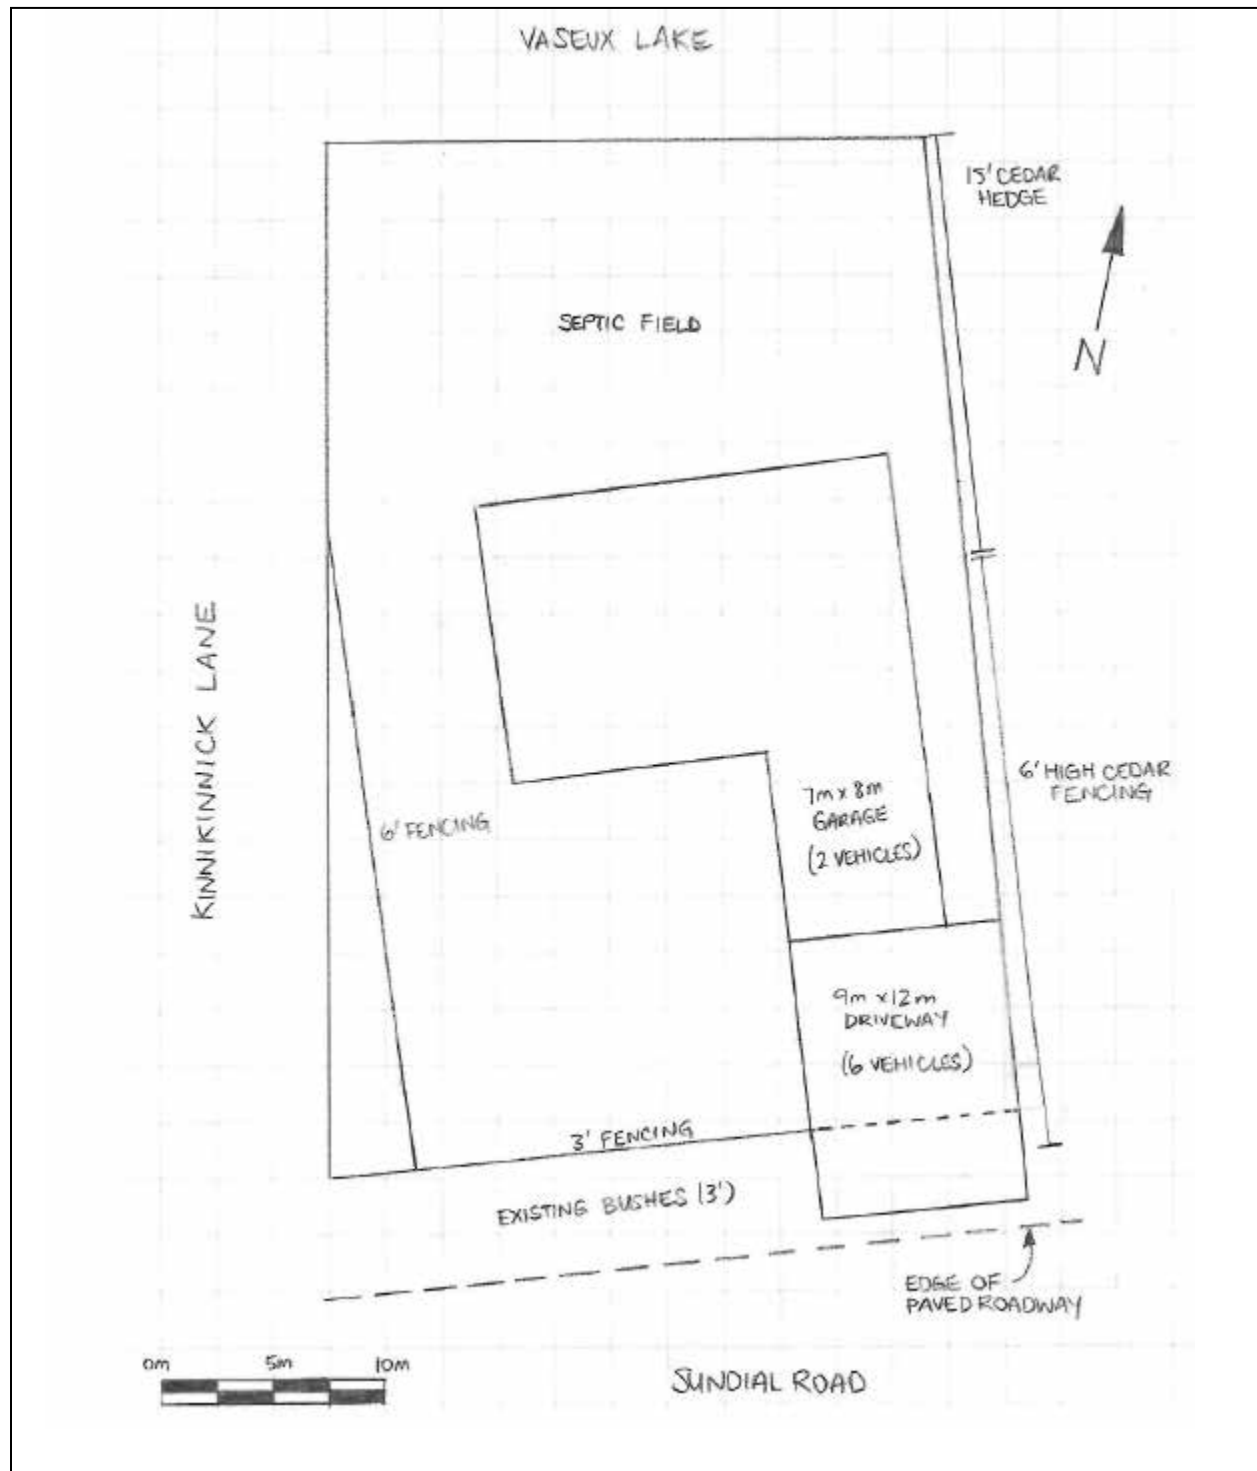 VASEUX LAKE
15' CEDAR
HEDGE
N
SEPTIC FIELD
KINNIKINNICK LANE
6' FENCING
7m x 8m
GARAGE
(2 VEHICLES)
6' HIGH CEDAR
FENCING
9m x 12m
DRIVEWAY
(6 VEHICLES)
3' FENCING
EXISTING BUSHES (3')
EDGE OF
PAVED ROADWAY
0m 5m 10m
SUNDIAL ROAD